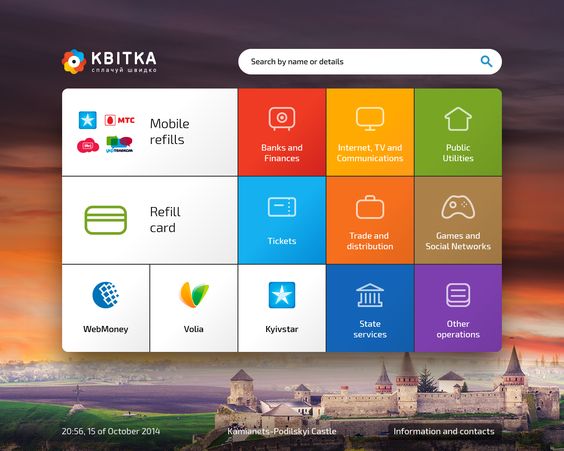 КВІТКА
сплачуй швидко
Search by name or details
МТС
Mobile
refills
Banks and
Finances
Internet, TV and
Communications
Public
Utilities
Refill
card
Tickets
Trade and
distribution
Games and
Social Networks
WebMoney
Volia
Kyivstar
State
services
Other
operations
20:56, 15 of October 2014
Kamianets-Podilskyi Castle
Information and contacts